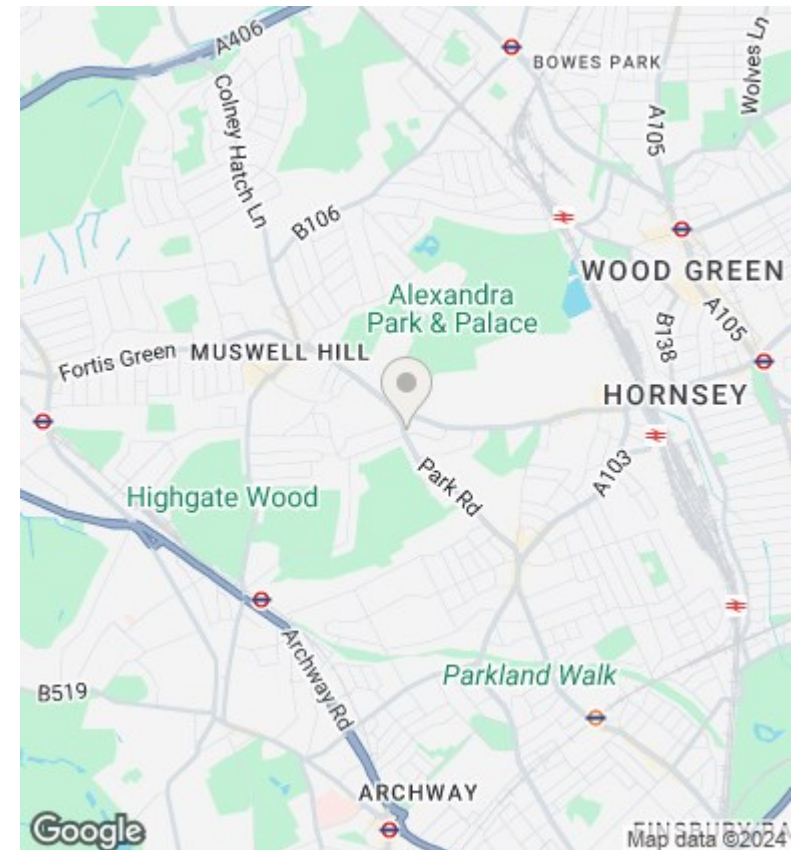 A406
BOWES PARK
Wolves Ln
Colney Hatch Ln
A105
B106
WOOD GREEN
Alexandra
Park & Palace
A105
B138
Fortis Green
MUSWELL HILL
HORNSEY
Park Rd
A103
Highgate Wood
Archway Rd
Parkland Walk
B519
ARCHWAY
Google
Map data ©2024